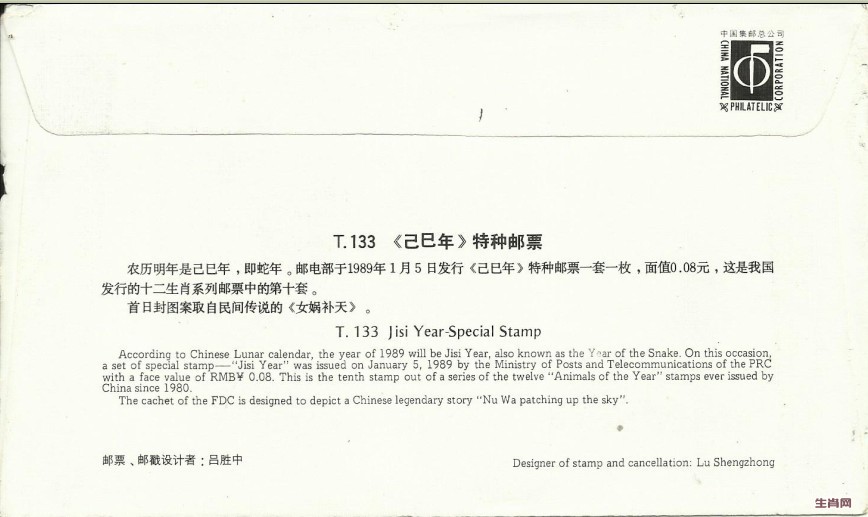 中国集邮总公司
CHINA NATIONAL
PHILATELIC
CORPORATION
T.133 《己巳年》特种邮票
农历明年是己巳年，即蛇年。邮电部于1989年1月5日发行《己巳年》特种邮票一套一枚，面值0.08元，这是我国
发行的十二生肖系列邮票中的第十套。
首日封图案取自民间传说的《女娲补天》。
T. 133 Jisi Year-Special Stamp
According to Chinese Lunar calendar, the year of 1989 will be Jisi Year, also known as the Year of the Snake. On this occasion,
a set of special stamp—“Jisi Year” was issued on January 5, 1989 by the Ministry of Posts and Telecommunications of the PRC
with a face value of RMB¥ 0.08. This is the tenth stamp out of a series of the twelve “Animals of the Year” stamps ever issued by
China since 1980.
The cachet of the FDC is designed to depict a Chinese legendary story “Nu Wa patching up the sky”.
邮票、邮戳设计者：吕胜中
Designer of stamp and cancellation: Lu Shengzhong
生肖网